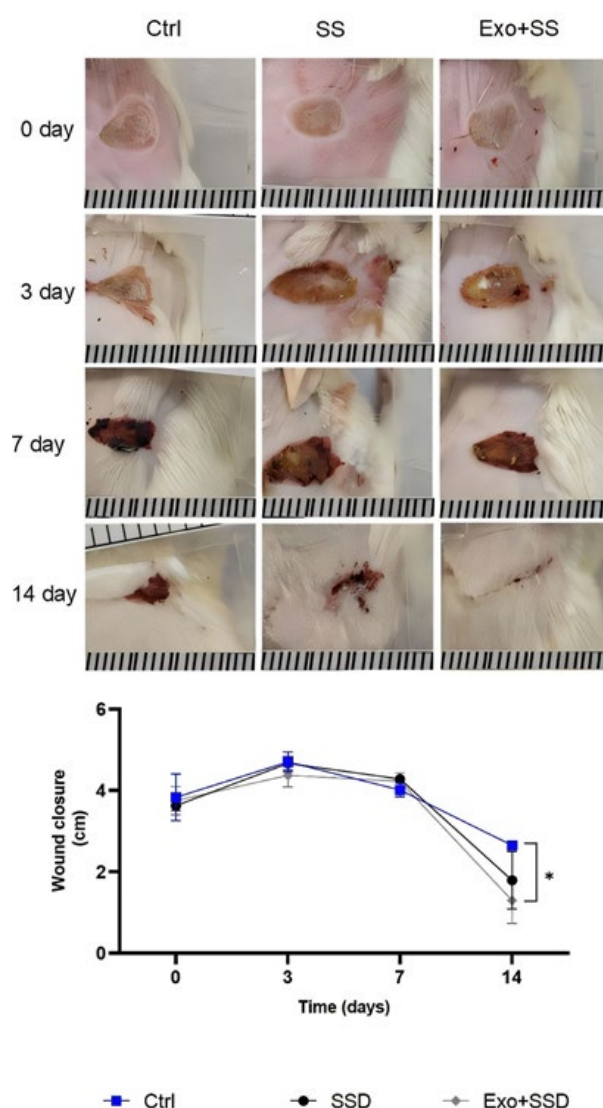 Ctrl SS Exo+SS
0 day
3 day
7 day
14 day
6
4
2
0
Wound closure
(cm)
*
0 3 7 14
Time (days)
Ctrl SSD Exo+SSD